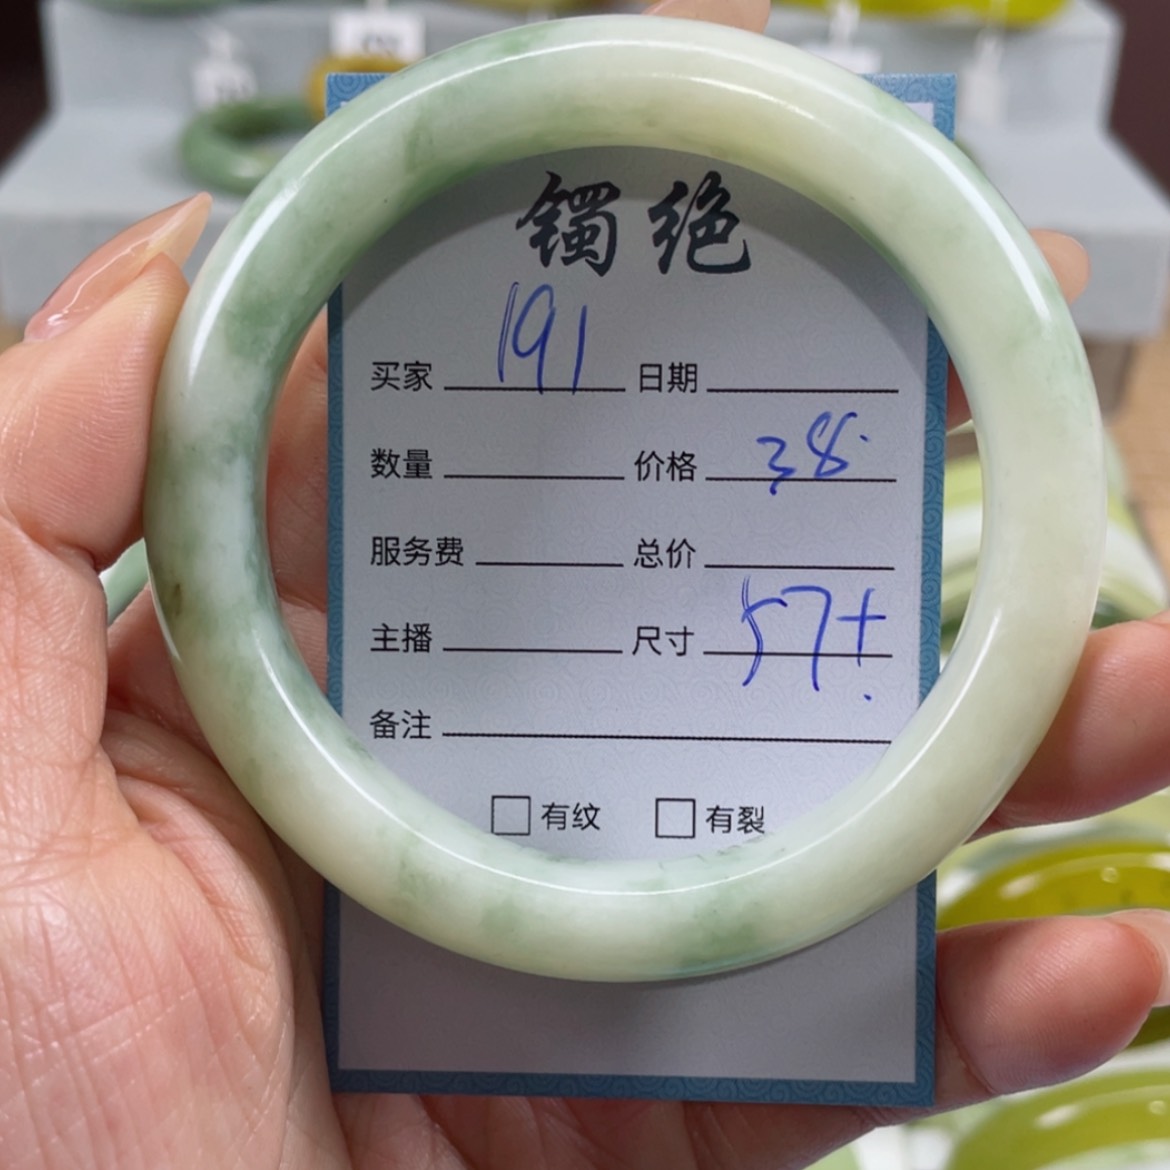 镯绝
买家 191 日期
数量 价格 38.
服务费 总价
主播 尺寸 57+.
备注
有纹 有裂